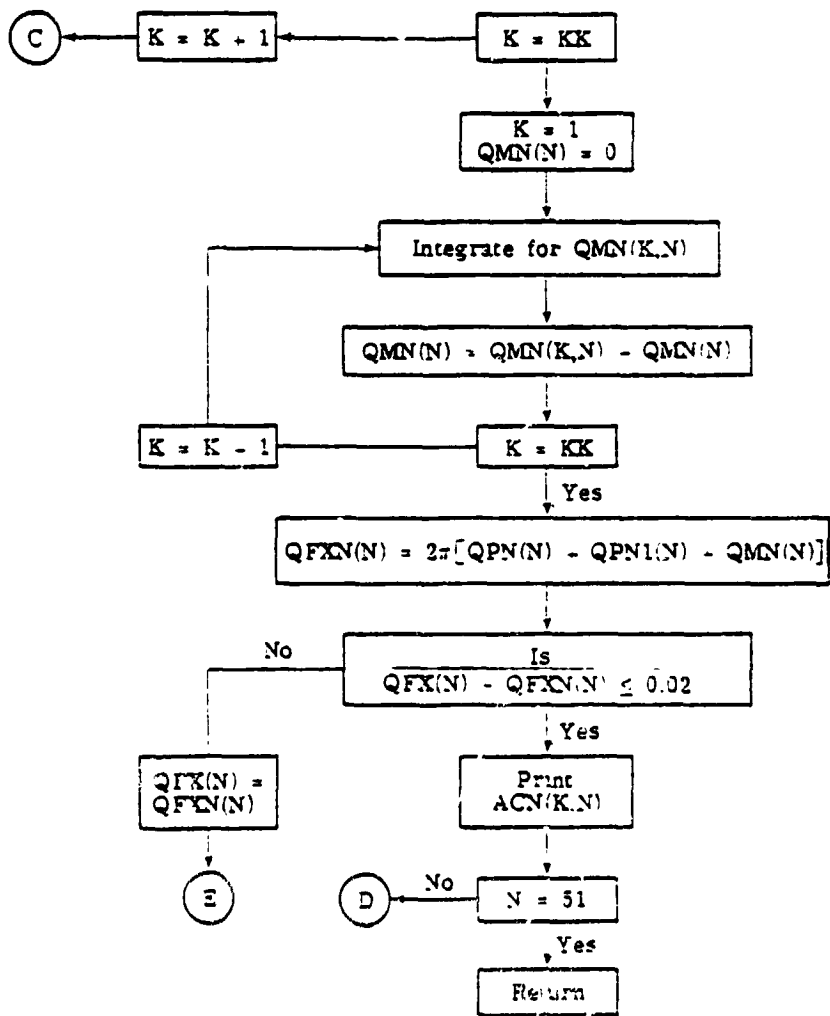 C
K = K + 1
K = KK
K = 1
QMN(N) = 0
Integrate for QMN(K,N)
QMN(N) = QMN(K,N) - QMN(N)
K = K - 1
K = KK
Yes
QFXN(N) = 2π[QPN(N) - QPN1(N) - QMN(N)]
No
Is
QFX(N) - QFXN(N) ≤ 0.02
Yes
QFX(N) =
QFXN(N)
Print
ACN(K,N)
E
D
No
N = 51
Yes
Return